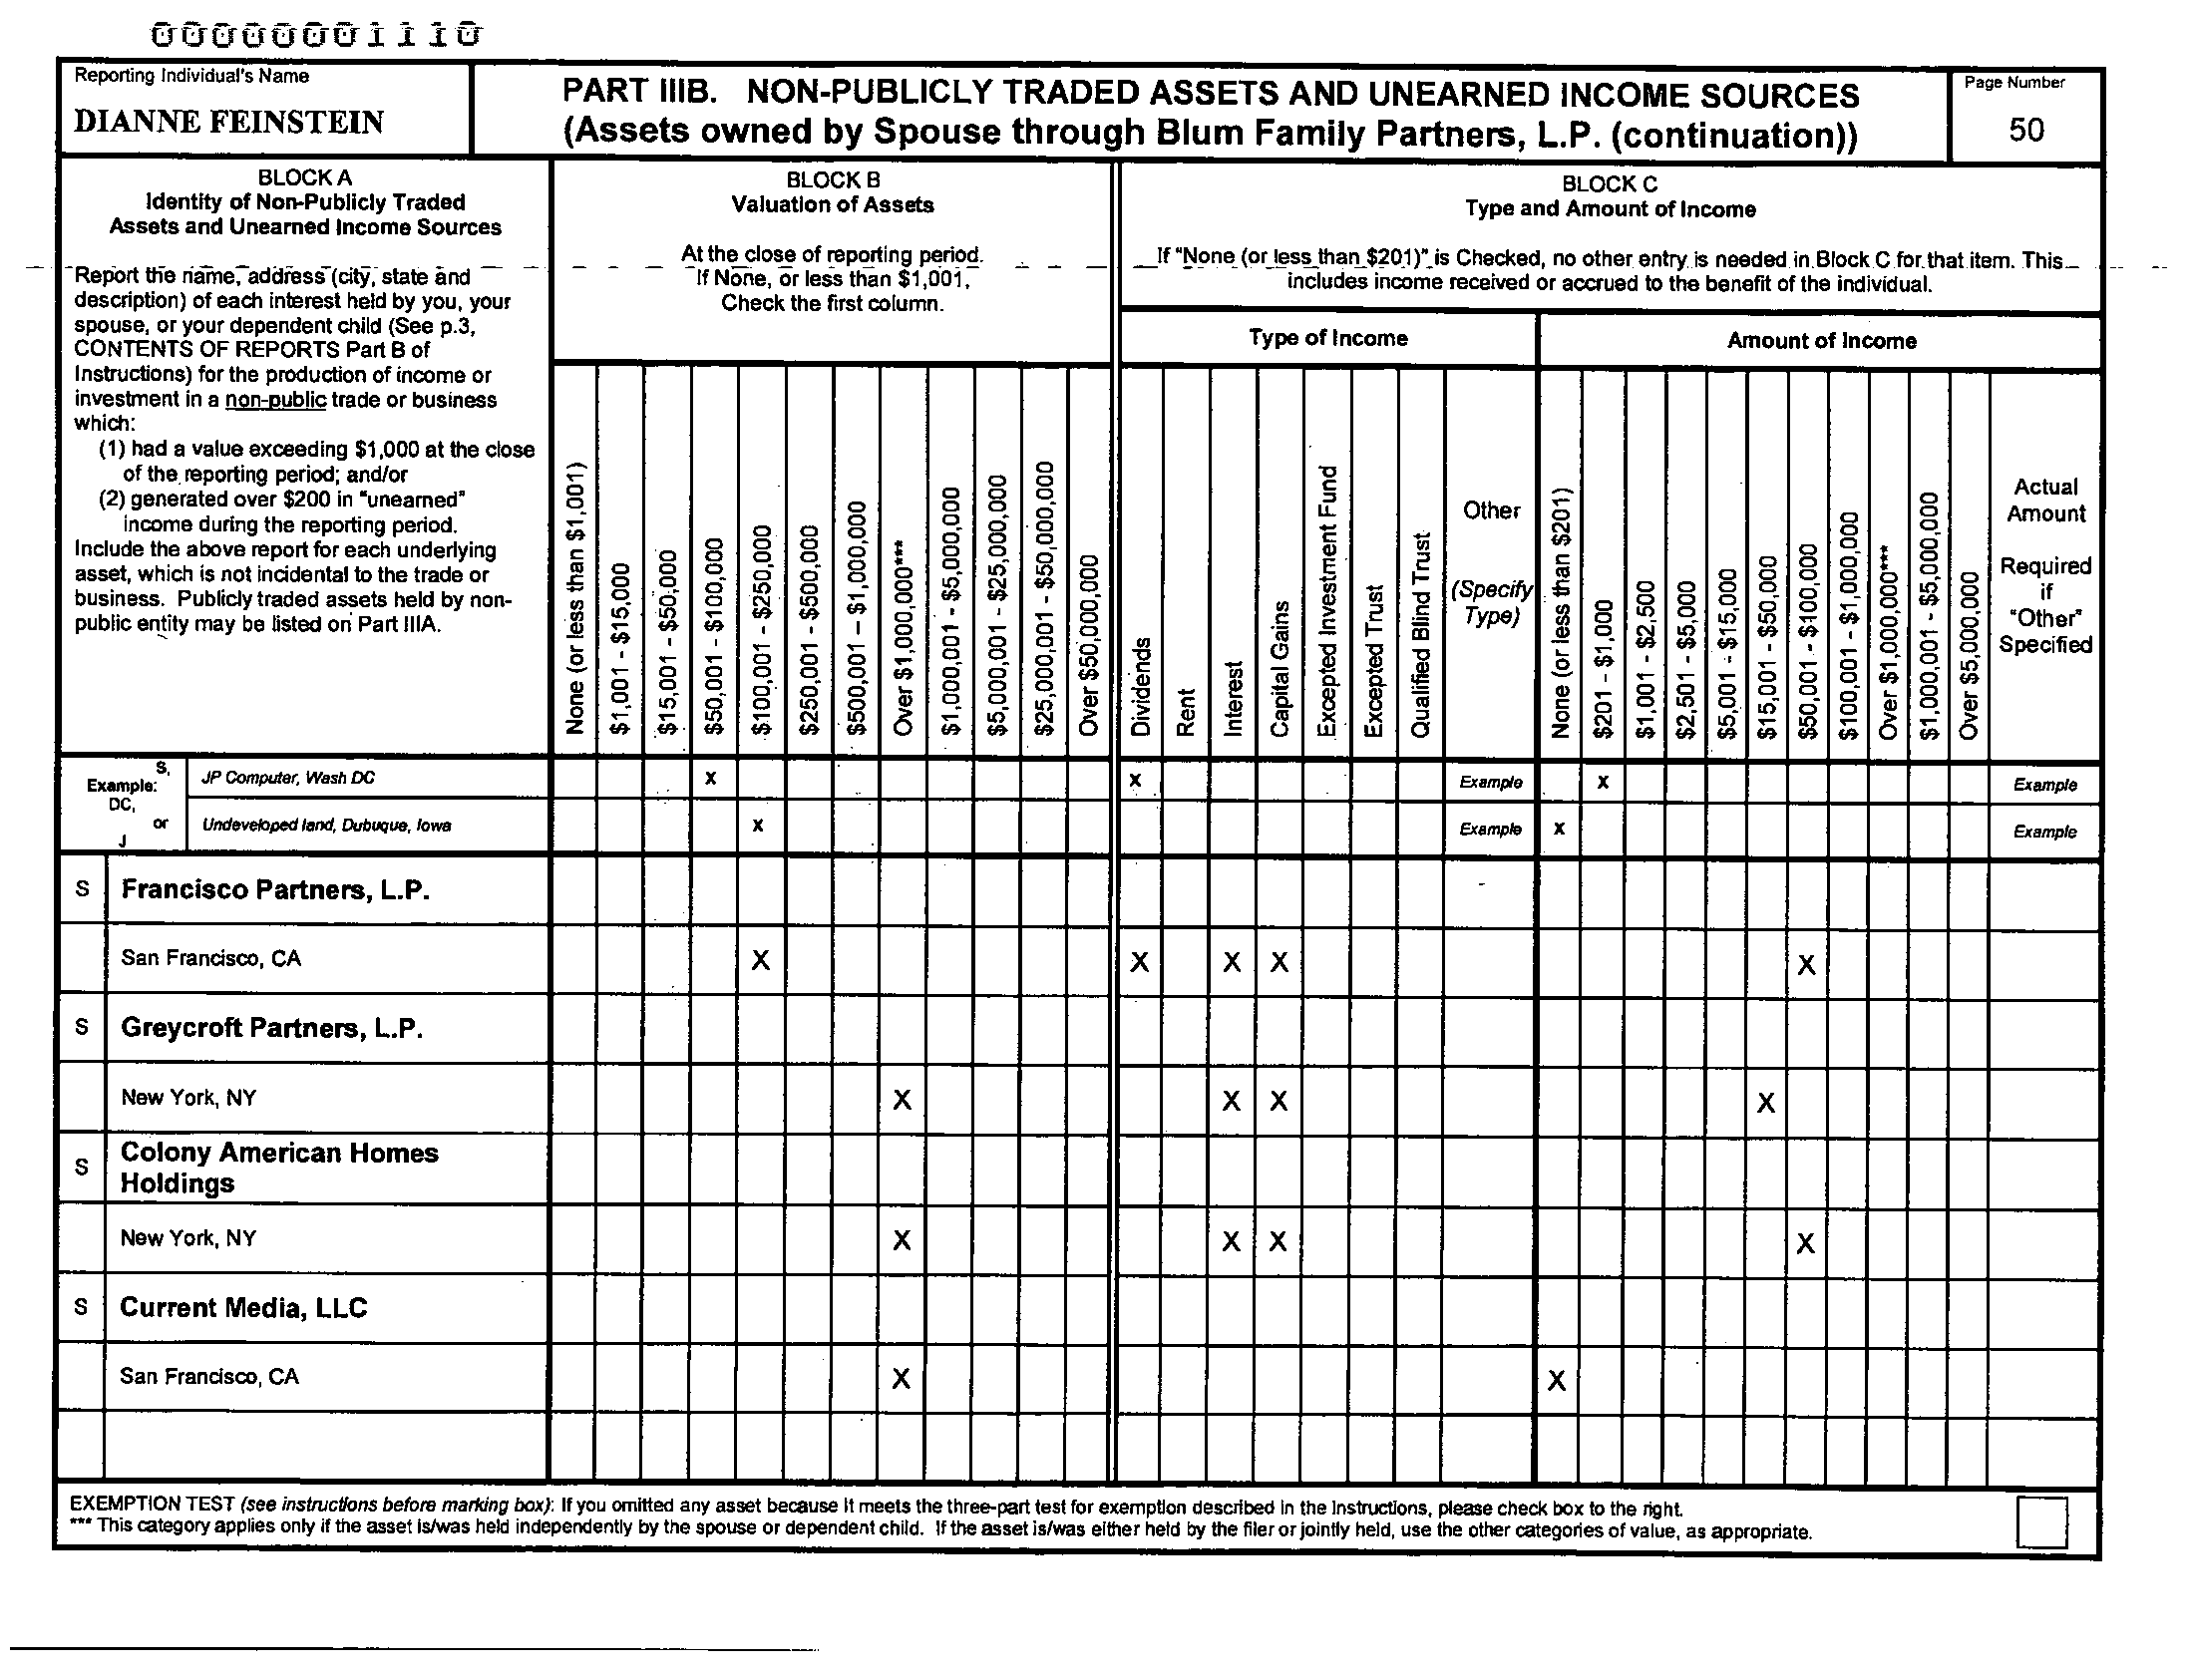 00000001110
Reporting Individual's Name
DIANNE FEINSTEIN
PART IIIB. NON-PUBLICLY TRADED ASSETS AND UNEARNED INCOME SOURCES
(Assets owned by Spouse through Blum Family Partners, L.P. (continuation))
Page Number
50
BLOCK A
Identity of Non-Publicly Traded
Assets and Unearned Income Sources
Report the name, address (city, state and
description) of each interest held by you, your
spouse, or your dependent child (See p.3,
CONTENTS OF REPORTS Part B of
Instructions) for the production of income or
investment in a non-public trade or business
which:
(1) had a value exceeding $1,000 at the close
of the reporting period; and/or
(2) generated over $200 in "unearned"
income during the reporting period.
Include the above report for each underlying
asset, which is not incidental to the trade or
business. Publicly traded assets held by non-
public entity may be listed on Part IIIA.
BLOCK B
Valuation of Assets
At the close of reporting period.
If None, or less than $1,001,
Check the first column.
None (or less than $1,001)
$1,001 - $15,000
$15,001 - $50,000
$50,001 - $100,000
$100,001 - $250,000
$250,001 - $500,000
$500,001 – $1,000,000
Over $1,000,000***
$1,000,001 - $5,000,000
$5,000,001 - $25,000,000
$25,000,001 - $50,000,000
Over $50,000,000
BLOCK C
Type and Amount of Income
If "None (or less than $201)" is Checked, no other entry is needed in Block C for that item. This
includes income received or accrued to the benefit of the individual.
Type of Income
Dividends
Rent
Interest
Capital Gains
Excepted Investment Fund
Excepted Trust
Qualified Blind Trust
Other
(Specify
Type)
Amount of Income
None (or less than $201)
$201 - $1,000
$1,001 - $2,500
$2,501 - $5,000
$5,001 - $15,000
$15,001 - $50,000
$50,001 - $100,000
$100,001 - $1,000,000
Over $1,000,000***
$1,000,001 - $5,000,000
Over $5,000,000
Actual
Amount
Required
if
"Other"
Specified
Example: S,
DC,
or
J
JP Computer, Wash DC X X Example X Example
Undeveloped land, Dubuque, Iowa X Example X Example
S Francisco Partners, L.P.
San Francisco, CA X X X X X
S Greycroft Partners, L.P.
New York, NY X X X X
S Colony American Homes
Holdings
New York, NY X X X X
S Current Media, LLC
San Francisco, CA X X
EXEMPTION TEST (see instructions before marking box): If you omitted any asset because it meets the three-part test for exemption described in the Instructions, please check box to the right.
*** This category applies only if the asset is/was held independently by the spouse or dependent child. If the asset is/was either held by the filer or jointly held, use the other categories of value, as appropriate.